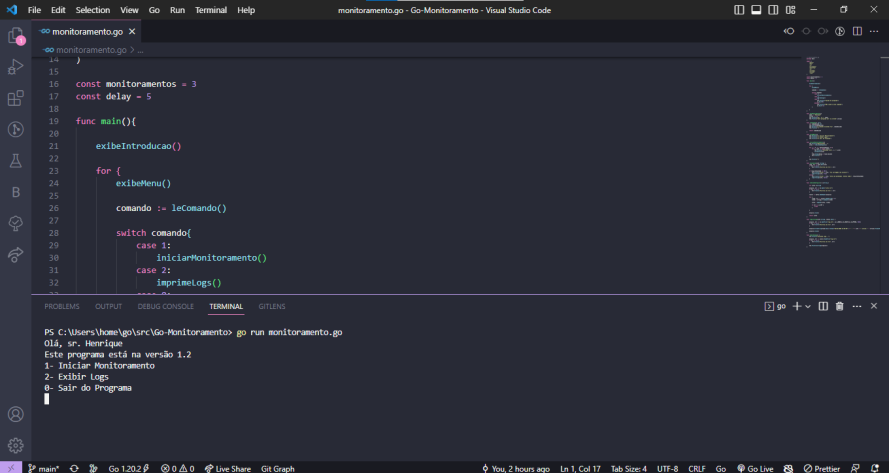 File Edit Selection View Go Run Terminal Help monitoramento.go - Go-Monitoramento - Visual Studio Code
monitoramento.go
monitoramento.go > ...
14 )
15
16 const monitoramentos = 3
17 const delay = 5
18
19 func main(){
20
21 exibeIntroducao()
22
23 for {
24 exibeMenu()
25
26 comando := leComando()
27
28 switch comando{
29 case 1:
30 iniciarMonitoramento()
31 case 2:
32 imprimeLogs()
PROBLEMS OUTPUT DEBUG CONSOLE TERMINAL GITLENS go
PS C:\Users\home\go\src\Go-Monitoramento> go run monitoramento.go
Olá, sr. Henrique
Este programa está na versão 1.2
1- Iniciar Monitoramento
2- Exibir Logs
0- Sair do Programa
main* Go 1.20.2 0 0 Live Share Git Graph You, 2 hours ago Ln 1, Col 17 Tab Size: 4 UTF-8 CRLF Go Go Live Prettier